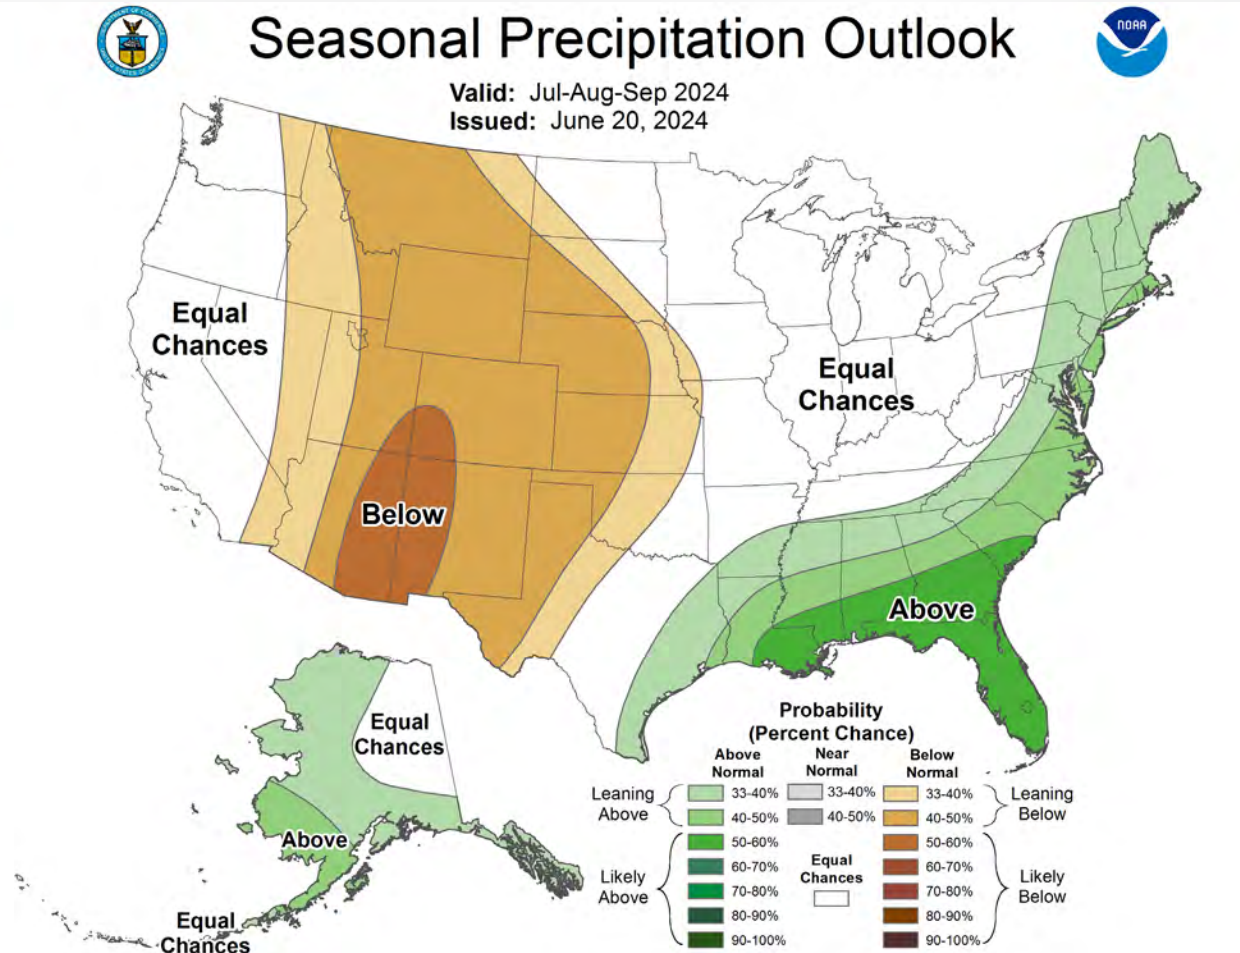 Seasonal Precipitation Outlook
NOAA
Valid: Jul-Aug-Sep 2024
Issued: June 20, 2024
Equal
Chances
Equal
Chances
Below
Above
Equal
Chances
Above
Equal
Chances
Probability
(Percent Chance)
Above
Normal
Near
Normal
Below
Normal
Leaning
Above
33-40%
33-40%
33-40%
Leaning
Below
40-50%
40-50%
40-50%
Likely
Above
50-60%
50-60%
Likely
Below
60-70%
Equal
Chances
60-70%
70-80%
70-80%
80-90%
80-90%
90-100%
90-100%